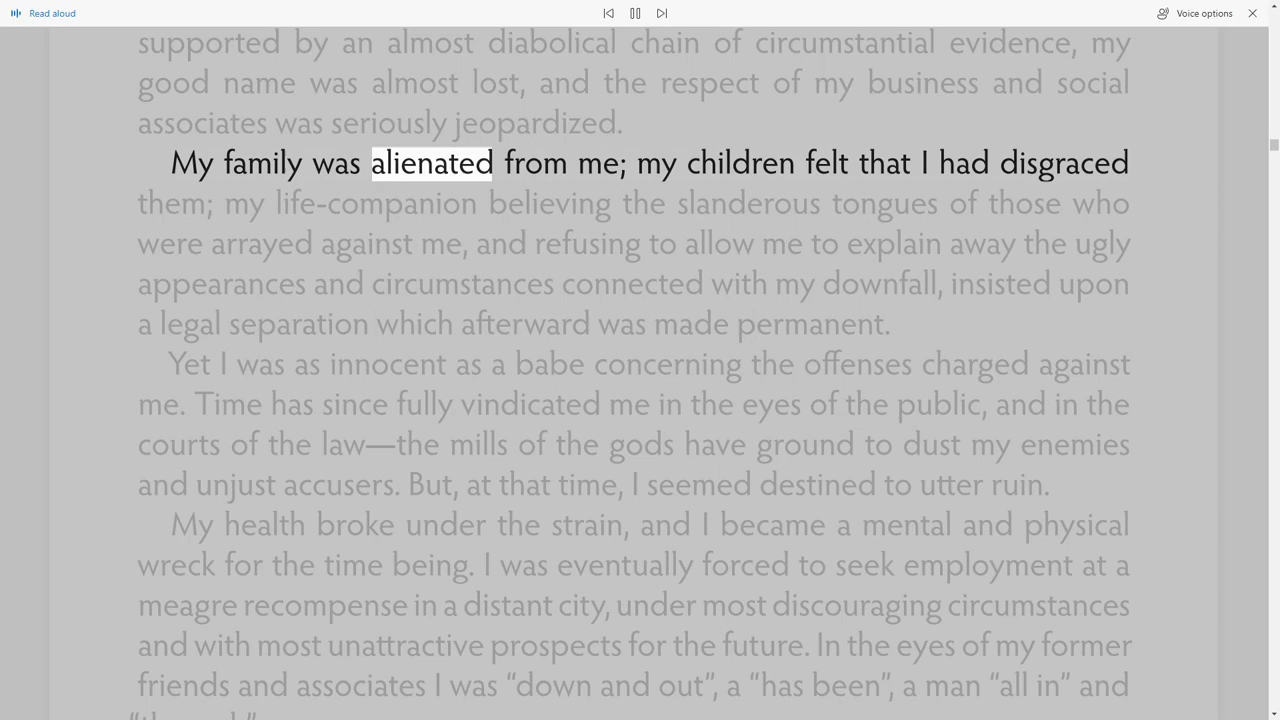 Read aloud
Voice options
supported by an almost diabolical chain of circumstantial evidence, my
good name was almost lost, and the respect of my business and social
associates was seriously jeopardized.
My family was alienated from me; my children felt that I had disgraced
them; my life-companion believing the slanderous tongues of those who
were arrayed against me, and refusing to allow me to explain away the ugly
appearances and circumstances connected with my downfall, insisted upon
a legal separation which afterward was made permanent.
Yet I was as innocent as a babe concerning the offenses charged against
me. Time has since fully vindicated me in the eyes of the public, and in the
courts of the law—the mills of the gods have ground to dust my enemies
and unjust accusers. But, at that time, I seemed destined to utter ruin.
My health broke under the strain, and I became a mental and physical
wreck for the time being. I was eventually forced to seek employment at a
meagre recompense in a distant city, under most discouraging circumstances
and with most unattractive prospects for the future. In the eyes of my former
friends and associates I was “down and out”, a “has been”, a man “all in” and